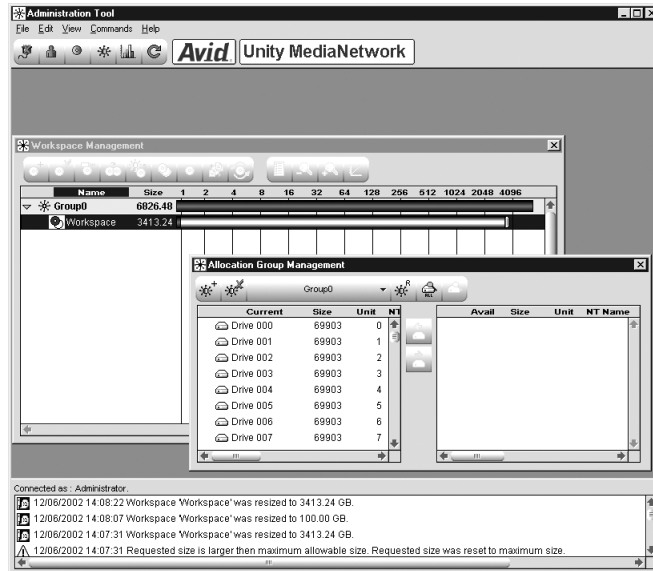 Administration Tool
File Edit View Commands Help
Avid Unity MediaNetwork
Workspace Management
Name Size 1 2 4 8 16 32 64 128 256 512 1024 2048 4096
Group0 6826.48
Workspace 3413.24
Allocation Group Management
Group0 R ALL
Current Size Unit NT Avail Size Unit NT Name
Drive 000 69903 0
Drive 001 69903 1
Drive 002 69903 2
Drive 003 69903 3
Drive 004 69903 4
Drive 005 69903 5
Drive 006 69903 6
Drive 007 69903 7
Connected as : Administrator.
12/06/2002 14:08:22 Workspace 'Workspace' was resized to 3413.24 GB.
12/06/2002 14:08:07 Workspace 'Workspace' was resized to 100.00 GB.
12/06/2002 14:07:31 Workspace 'Workspace' was resized to 3413.24 GB.
12/06/2002 14:07:31 Requested size is larger then maximum allowable size. Requested size was reset to maximum size.